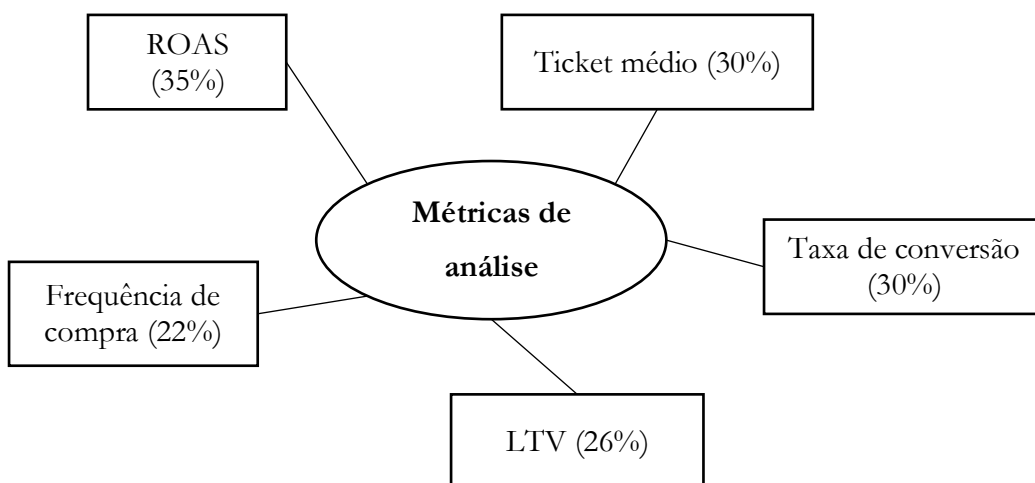 ROAS
(35%)
Ticket médio (30%)
Métricas de
análise
Taxa de conversão
(30%)
Frequência de
compra (22%)
LTV (26%)